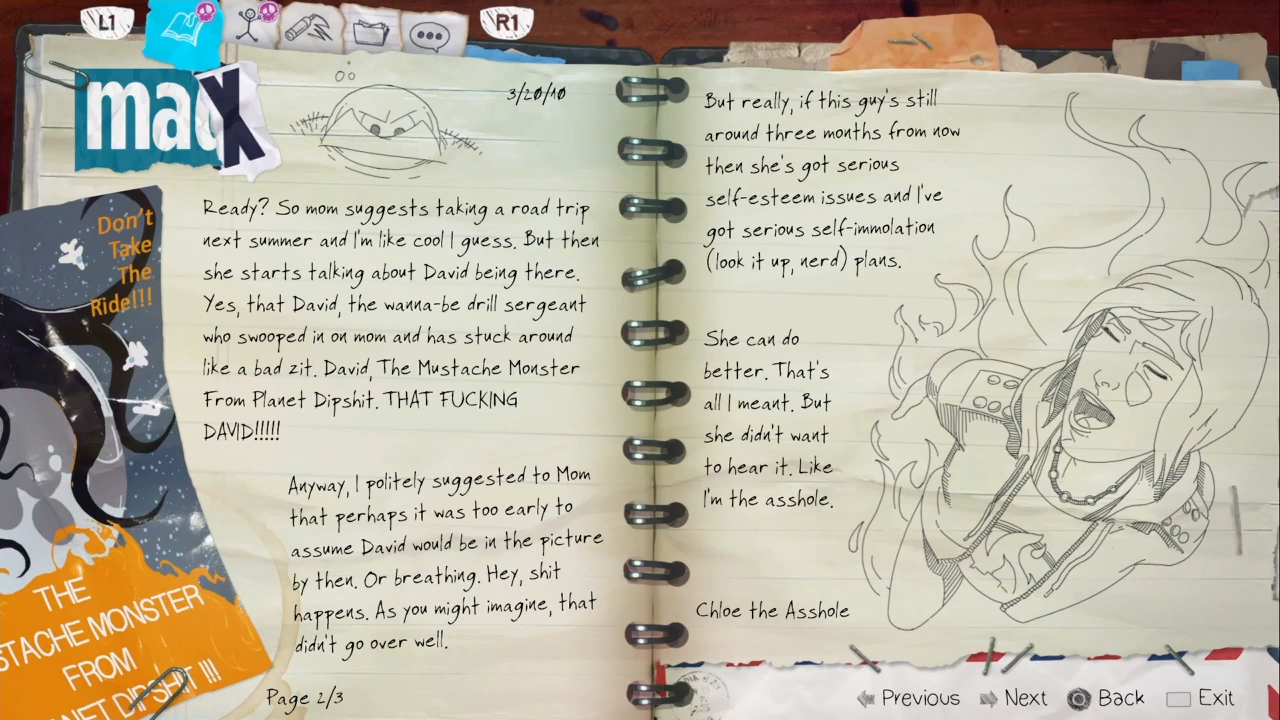 L1
R1
maX
3/20/10
Don't
Take
The
Ride!!!
Ready? So mom suggests taking a road trip
next summer and I'm like cool I guess. But then
she starts talking about David being there.
Yes, that David, the wanna-be drill sergeant
who swooped in on mom and has stuck around
like a bad zit. David, The Mustache Monster
From Planet Dipshit. THAT FUCKING
DAVID!!!!!
Anyway, I politely suggested to Mom
that perhaps it was too early to
assume David would be in the picture
by then. Or breathing. Hey, shit
happens. As you might imagine, that
didn't go over well.
THE
STACHE MONSTER
FROM
ANET DIPSHIT !!!
Page 2/3
But really, if this guy's still
around three months from now
then she's got serious
self-esteem issues and I've
got serious self-immolation
(look it up, nerd) plans.
She can do
better. That's
all I meant. But
she didn't want
to hear it. Like
I'm the asshole.
Chloe the Asshole
Previous Next Back Exit